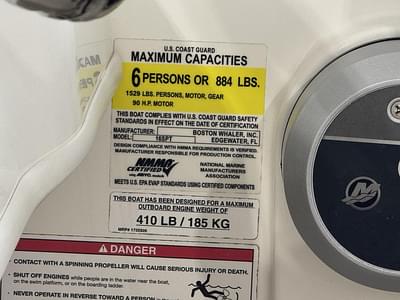 U.S. COAST GUARD
MAXIMUM CAPACITIES
6 PERSONS OR 884 LBS.
1529 LBS. PERSONS, MOTOR, GEAR
90 H.P. MOTOR
THIS BOAT COMPLIES WITH U.S. COAST GUARD SAFETY
STANDARDS IN EFFECT ON THE DATE OF CERTIFICATION
MANUFACTURER: BOSTON WHALER, INC.
MODEL: 16SPT EDGEWATER, FL
DESIGN COMPLIANCE WITH NMMA REQUIREMENTS IS VERIFIED.
MANUFACTURER RESPONSIBLE FOR PRODUCTION CONTROL.
NMMA CERTIFIED
NATIONAL MARINE
MANUFACTURERS
ASSOCIATION
MEETS U.S. EPA EVAP STANDARDS USING CERTIFIED COMPONENTS
THIS BOAT HAS BEEN DESIGNED FOR A MAXIMUM
OUTBOARD ENGINE WEIGHT OF
410 LB / 185 KG
DANGER
CONTACT WITH A SPINNING PROPELLER WILL CAUSE SERIOUS INJURY OR DEATH.
SHUT OFF ENGINES while people are in the water near the boat,
on the swim platform, or on the boarding ladder.
NEVER OPERATE IN REVERSE TOWARD A PERSON